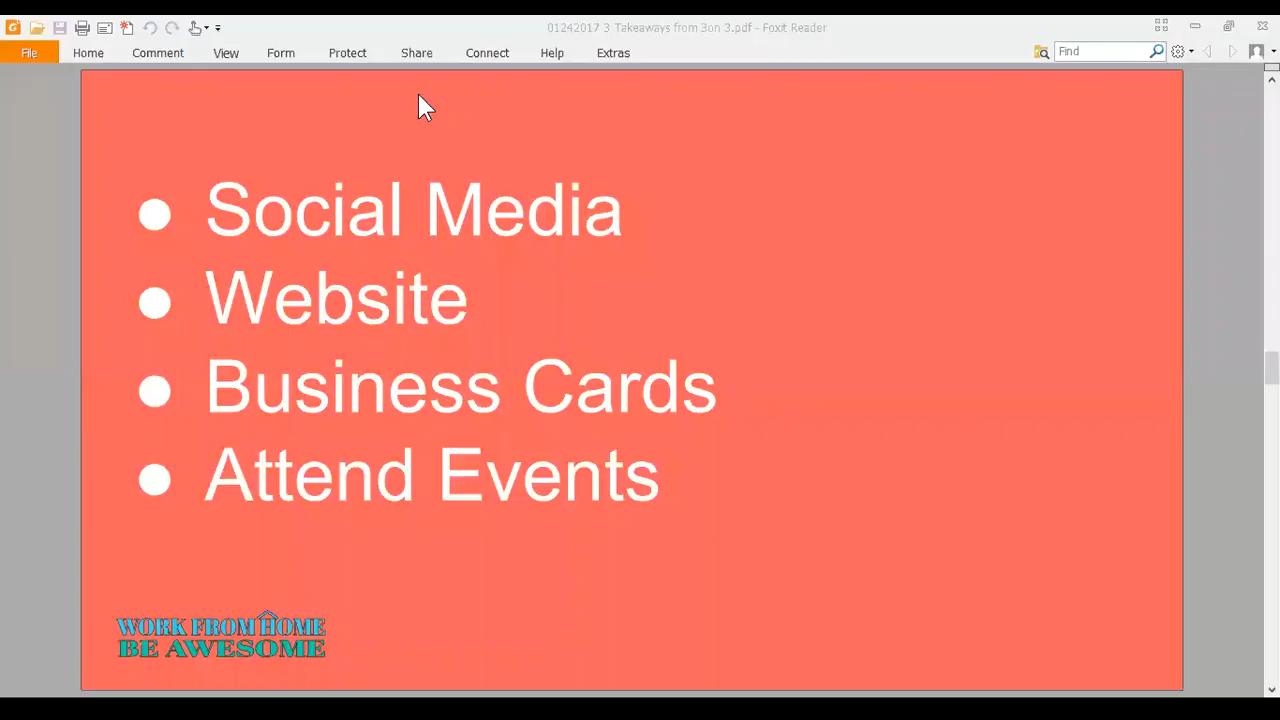 01242017 3 Takeaways from 3on 3.pdf - Foxit Reader
File Home Comment View Form Protect Share Connect Help Extras Find
● Social Media
● Website
● Business Cards
● Attend Events
WORK FROM HOME
BE AWESOME